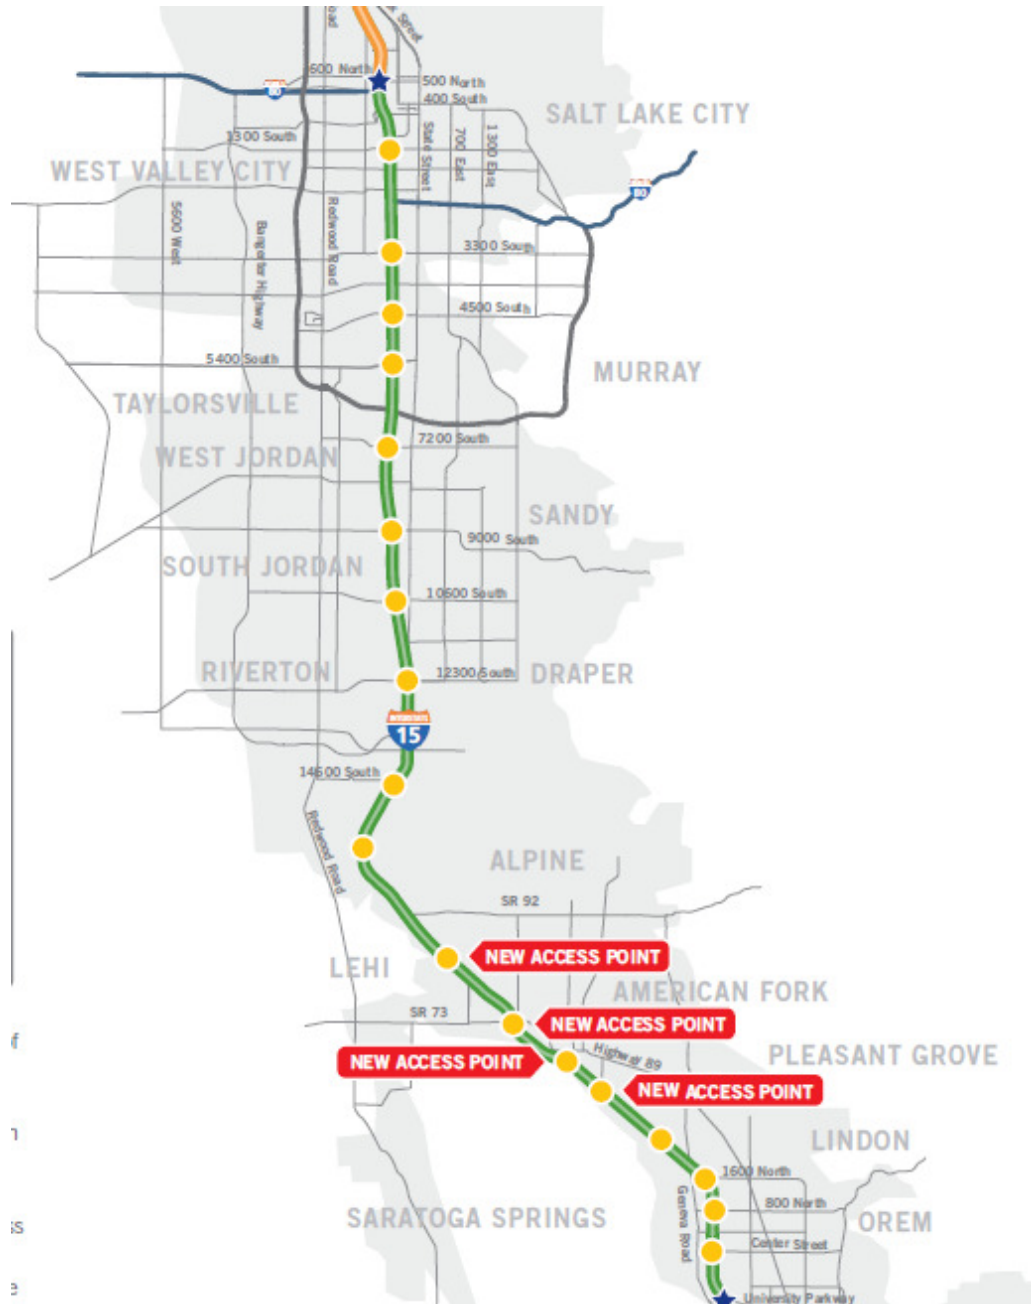 Street
600 North
500 North
400 South
80
SALT LAKE CITY
1300 South
State Street
700 East
1300 East
WEST VALLEY CITY
80
5600 West
Bangerter Highway
Redwood Road
3300 South
4500 South
5400 South
MURRAY
TAYLORSVILLE
7200 South
WEST JORDAN
SANDY
9000 South
SOUTH JORDAN
10600 South
RIVERTON
12300 South
DRAPER
INTERSTATE
15
14600 South
Redwood Road
ALPINE
SR 92
NEW ACCESS POINT
LEHI
AMERICAN FORK
SR 73
NEW ACCESS POINT
Highway 89
PLEASANT GROVE
NEW ACCESS POINT
NEW ACCESS POINT
LINDON
1600 North
Geneva Road
800 North
SARATOGA SPRINGS
OREM
Center Street
University Parkway